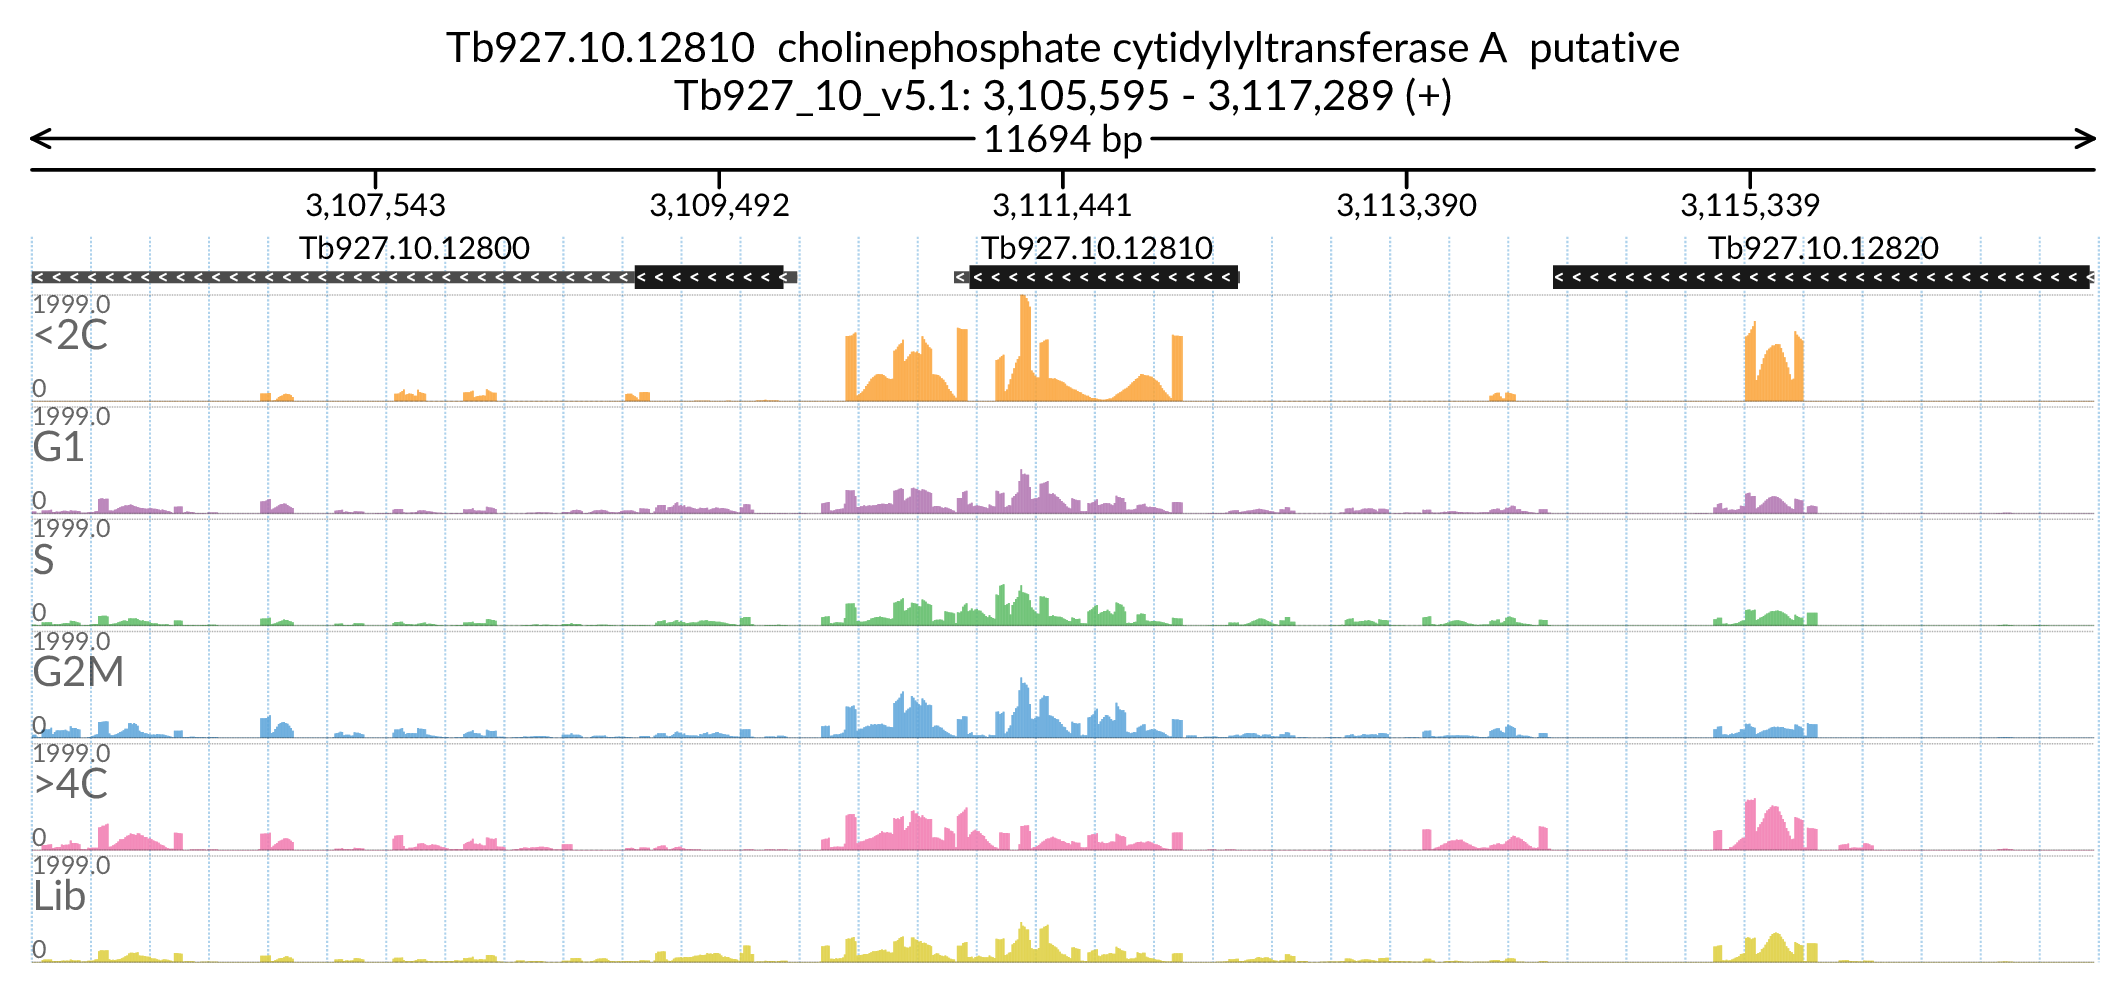 Tb927.10.12810  cholinephosphate cytidylyltransferase A  putative
Tb927_10_v5.1: 3,105,595 - 3,117,289 (+)
11694 bp
3,107,543 3,109,492 3,111,441 3,113,390 3,115,339
Tb927.10.12800 Tb927.10.12810 Tb927.10.12820
1999.0
<2C
0
1999.0
G1
0
1999.0
S
0
1999.0
G2M
0
1999.0
>4C
0
1999.0
Lib
0